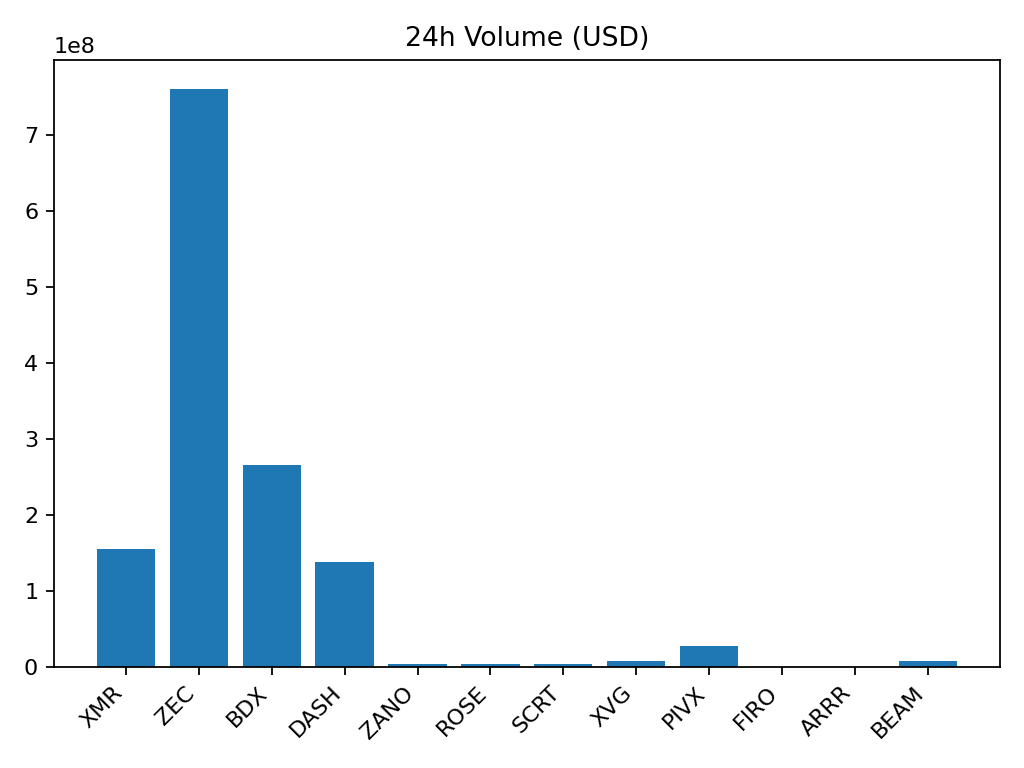 24h Volume (USD)
1e8
7
6
5
4
3
2
1
0
XMR
ZEC
BDX
DASH
ZANO
ROSE
SCRT
XVG
PIVX
FIRO
ARRR
BEAM